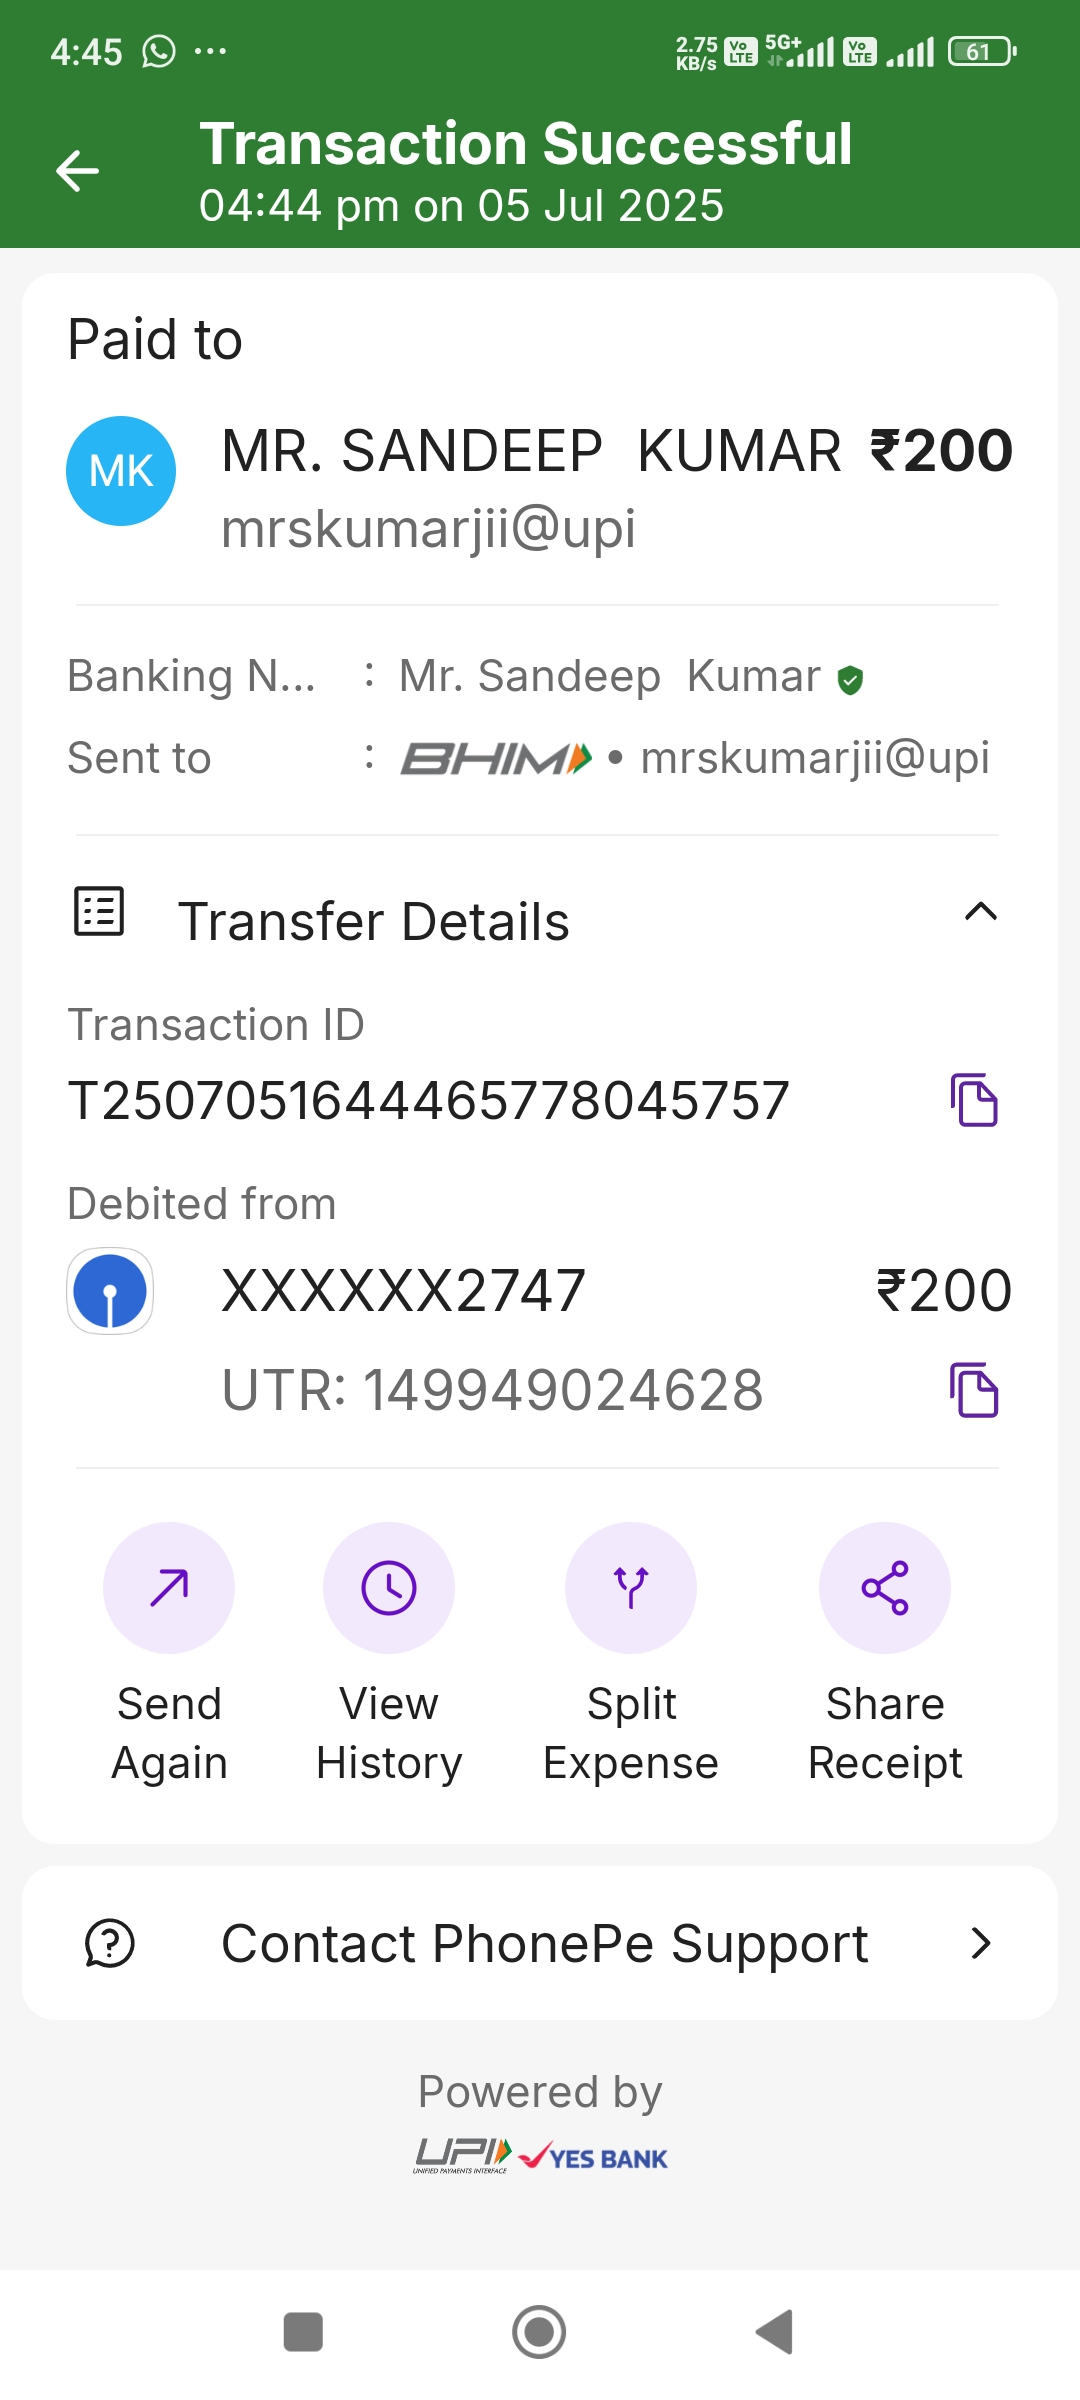 4:45 ... 2.75 KB/s Vo LTE 5G+ Vo LTE 61
Transaction Successful
04:44 pm on 05 Jul 2025
Paid to
MK MR. SANDEEP  KUMAR ₹200
mrskumarjii@upi
Banking N... : Mr. Sandeep  Kumar
Sent to : BHIM • mrskumarjii@upi
Transfer Details
Transaction ID
T2507051644465778045757
Debited from
XXXXXX2747 ₹200
UTR: 149949024628
Send Again
View History
Split Expense
Share Receipt
Contact PhonePe Support
Powered by
UPI YES BANK
UNIFIED PAYMENTS INTERFACE